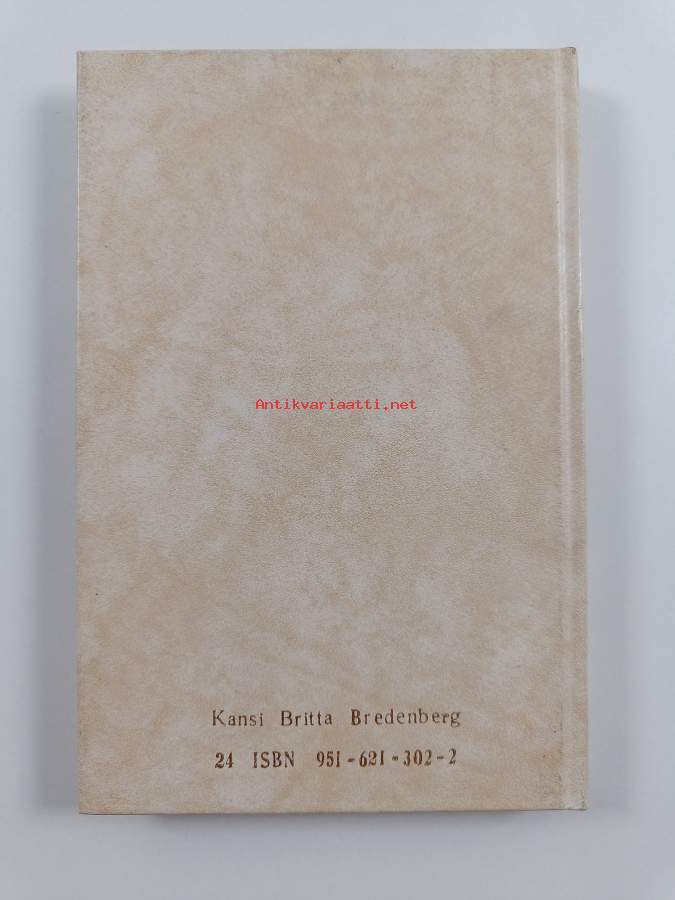 Antikvariaatti.net
Kansi Britta Bredenberg
24 ISBN 951-621-302-2